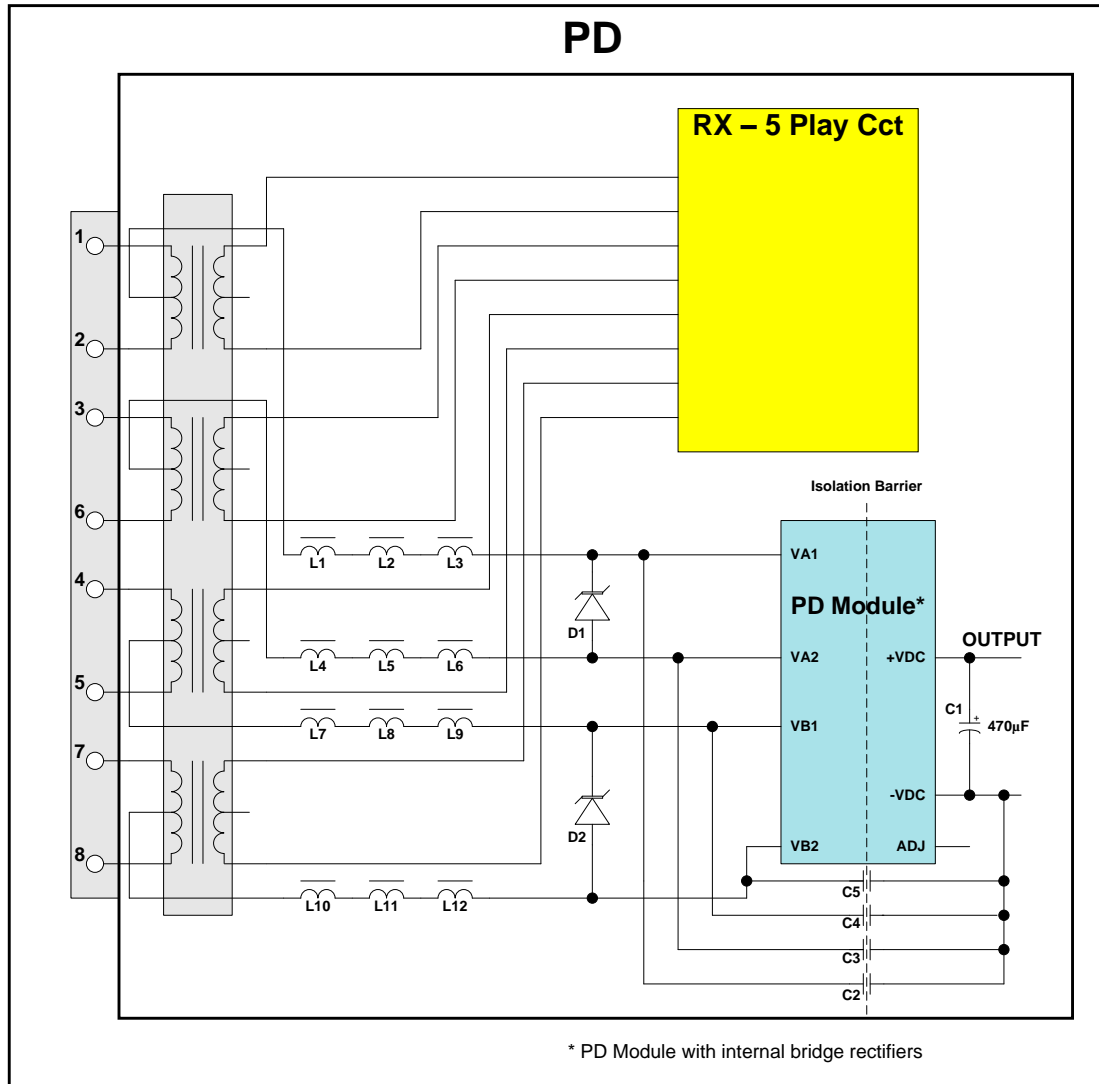 PD
RX – 5 Play Cct
1
2
3
6
4
5
7
8
Isolation Barrier
L1 L2 L3
VA1
PD Module*
D1
OUTPUT
L4 L5 L6
VA2
+VDC
L7 L8 L9
VB1
C1
+
470µF
-VDC
D2
VB2
ADJ
L10 L11 L12
C5
C4
C3
C2
* PD Module with internal bridge rectifiers